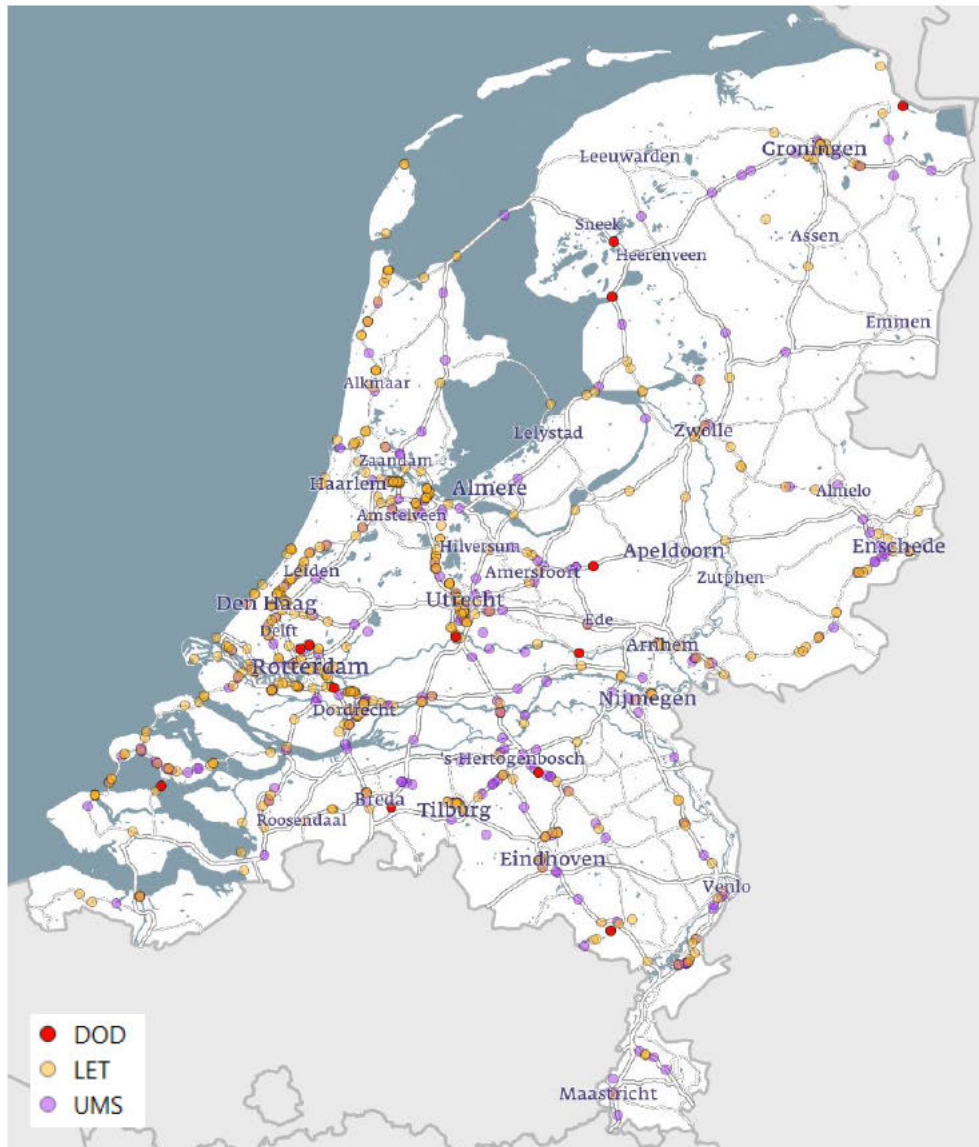 Groningen
Leeuwarden
Sneek
Assen
Heerenveen
Emmen
Alkmaar
Lelystad
Zwolle
Zaandam
Haarlem
Almere
Almelo
Amstelveen
Hilversum
Apeldoorn
Enschede
Leiden
Amersfoort
Zutphen
Den Haag
Utrecht
Delft
Ede
Arnhem
Rotterdam
Nijmegen
Dordrecht
's-Hertogenbosch
Breda
Tilburg
Roosendaal
Eindhoven
Venlo
DOD
LET
UMS
Maastricht